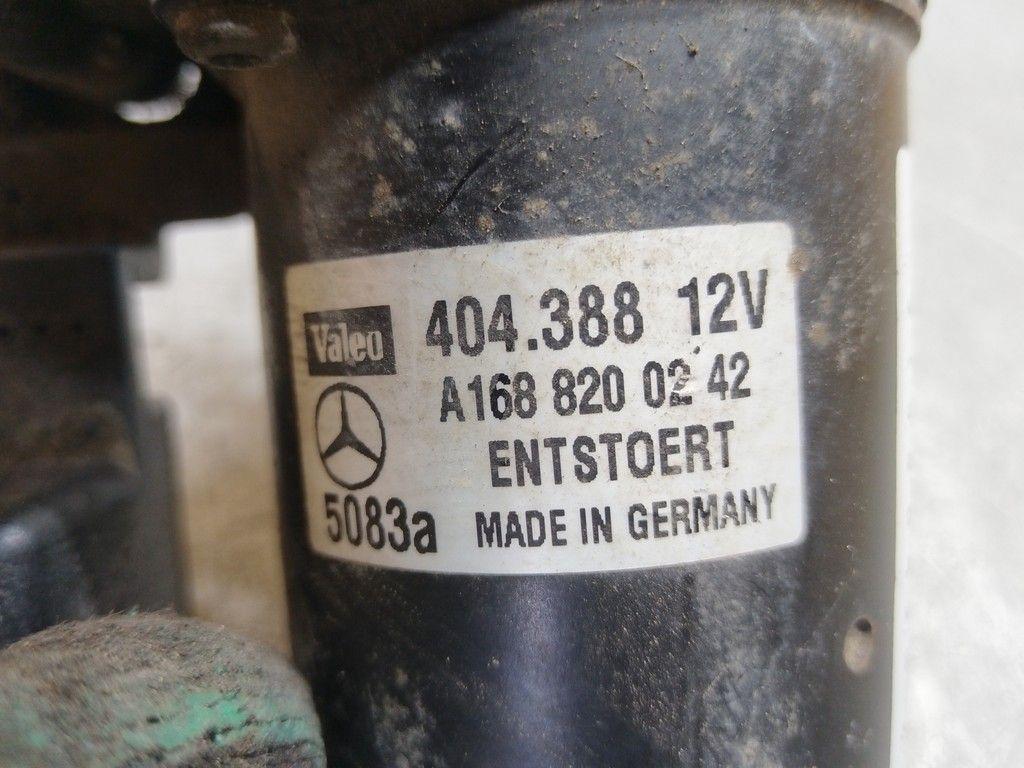 Valeo 404.388 12V
A168 820 02 42
ENTSTOERT
5083a MADE IN GERMANY